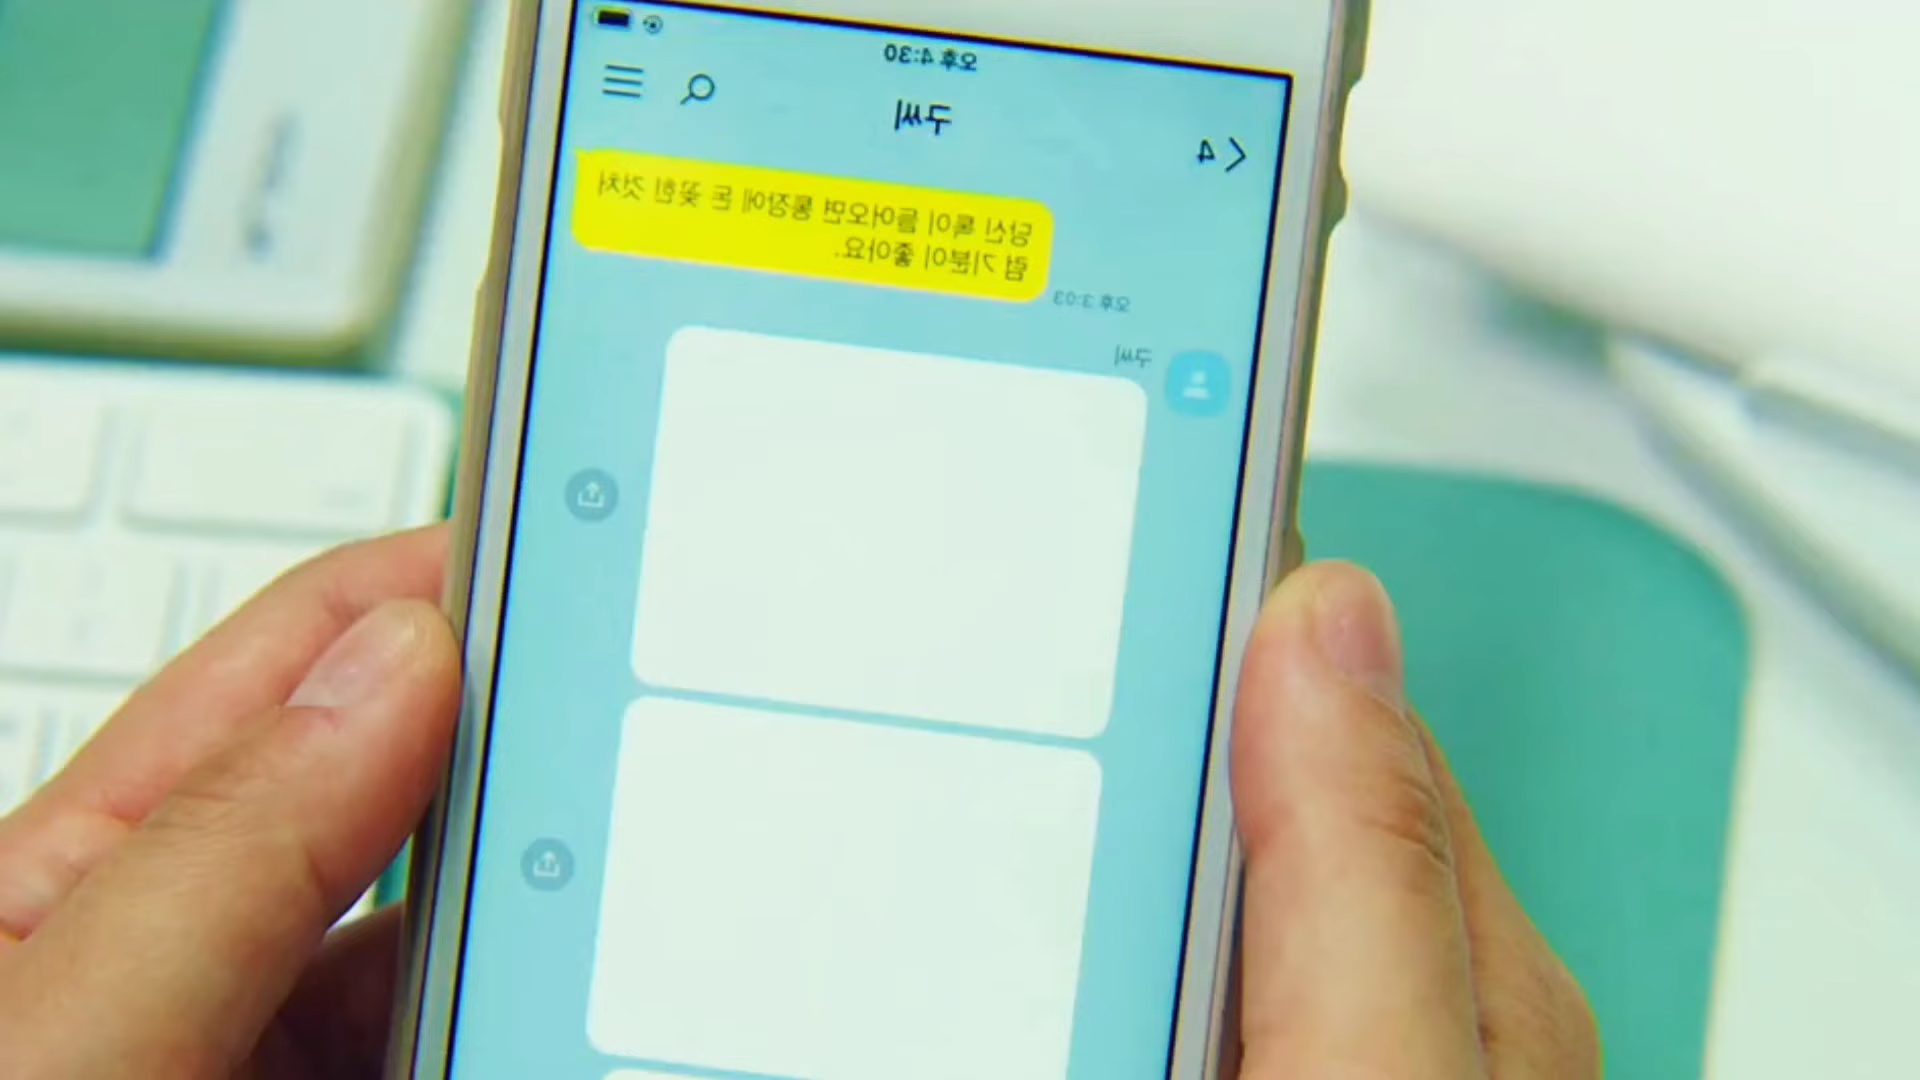 오후 4:30
4
구씨
당신 톡이 들어오면 통장에 돈 꽂힌 것처
럼 기분이 좋아요.
오후 3:03
구씨